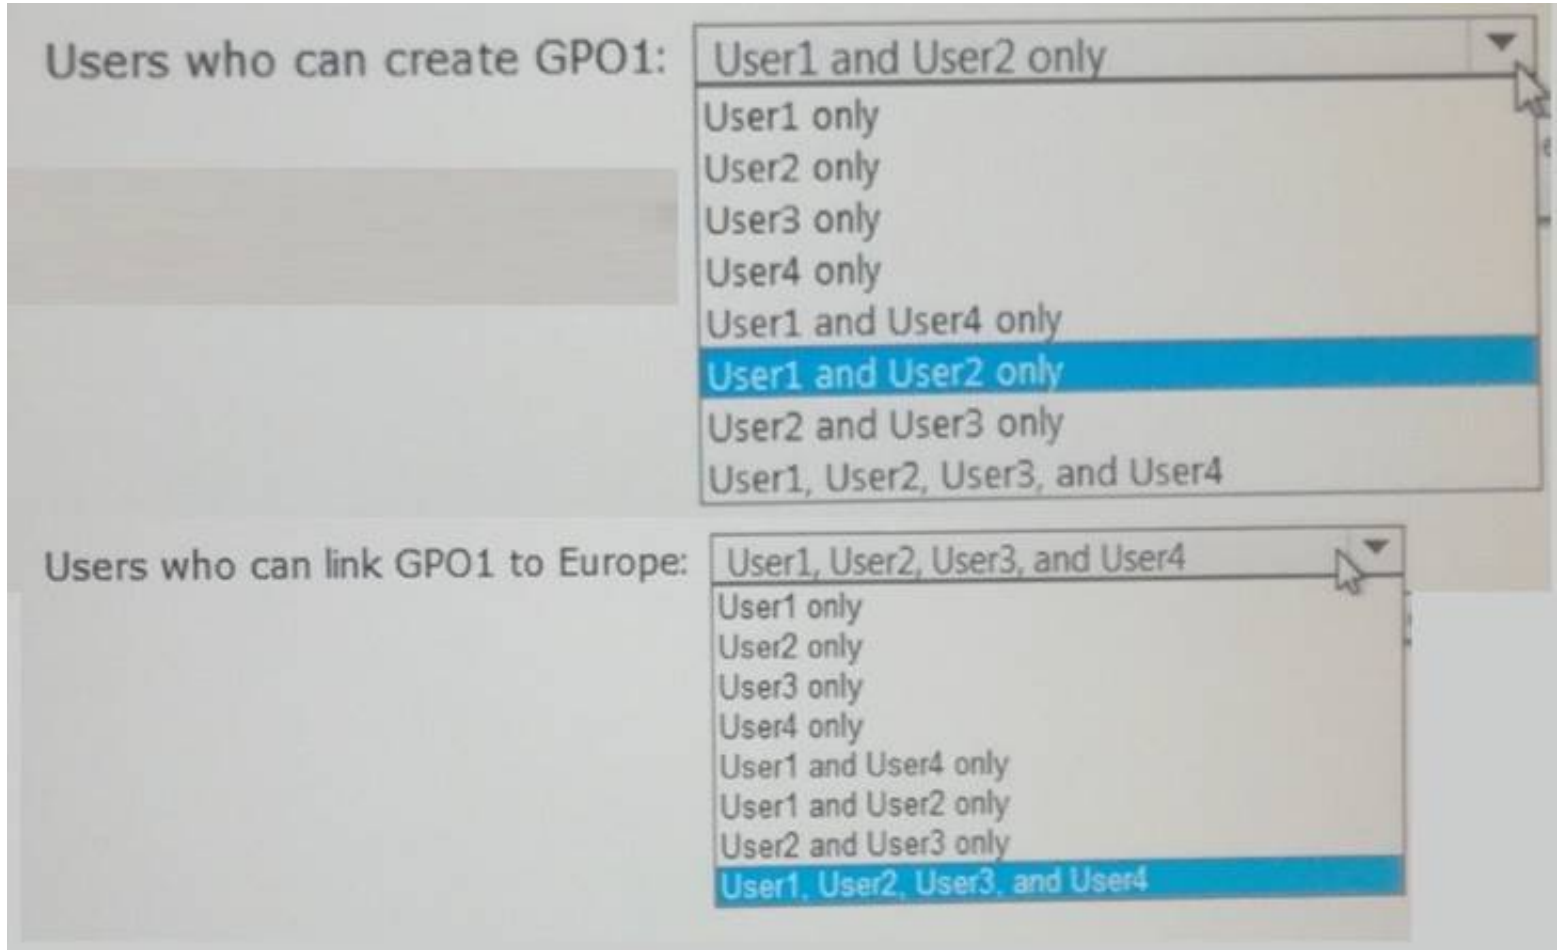 Users who can create GPO1: User1 and User2 only
User1 only
User2 only
User3 only
User4 only
User1 and User4 only
User1 and User2 only
User2 and User3 only
User1, User2, User3, and User4
Users who can link GPO1 to Europe: User1, User2, User3, and User4
User1 only
User2 only
User3 only
User4 only
User1 and User4 only
User1 and User2 only
User2 and User3 only
User1, User2, User3, and User4